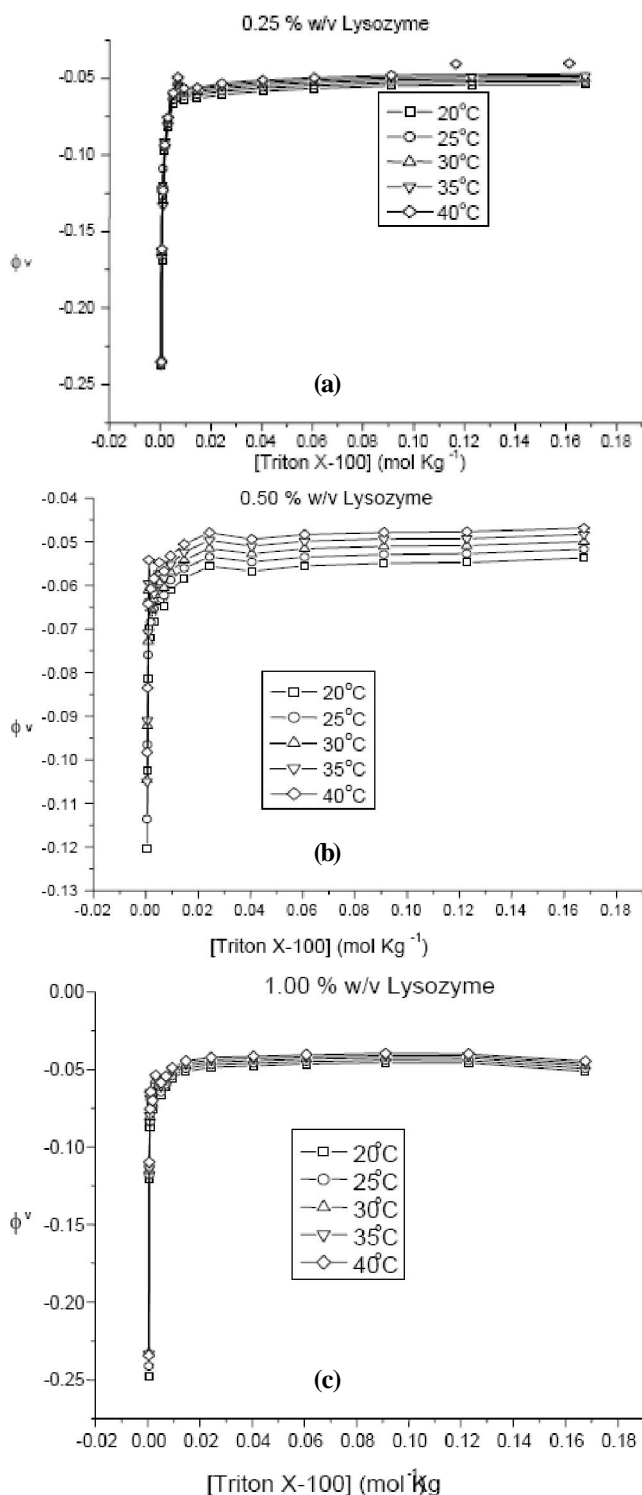 0.25 % w/v Lysozyme
-0.05
-0.10
-0.15
-0.20
-0.25
ϕ v
20°C
25°C
30°C
35°C
40°C
(a)
-0.02 0.00 0.02 0.04 0.06 0.08 0.10 0.12 0.14 0.16 0.18
[Triton X-100] (mol Kg -1)
0.50 % w/v Lysozyme
-0.04
-0.05
-0.06
-0.07
-0.08
-0.09
-0.10
-0.11
-0.12
-0.13
ϕ v
20°C
25°C
30°C
35°C
40°C
(b)
-0.02 0.00 0.02 0.04 0.06 0.08 0.10 0.12 0.14 0.16 0.18
[Triton X-100] (mol Kg -1)
1.00 % w/v Lysozyme
0.00
-0.05
-0.10
-0.15
-0.20
-0.25
ϕ v
20°C
25°C
30°C
35°C
40°C
(c)
-0.02 0.00 0.02 0.04 0.06 0.08 0.10 0.12 0.14 0.16 0.18
[Triton X-100] (mol -1)Kg